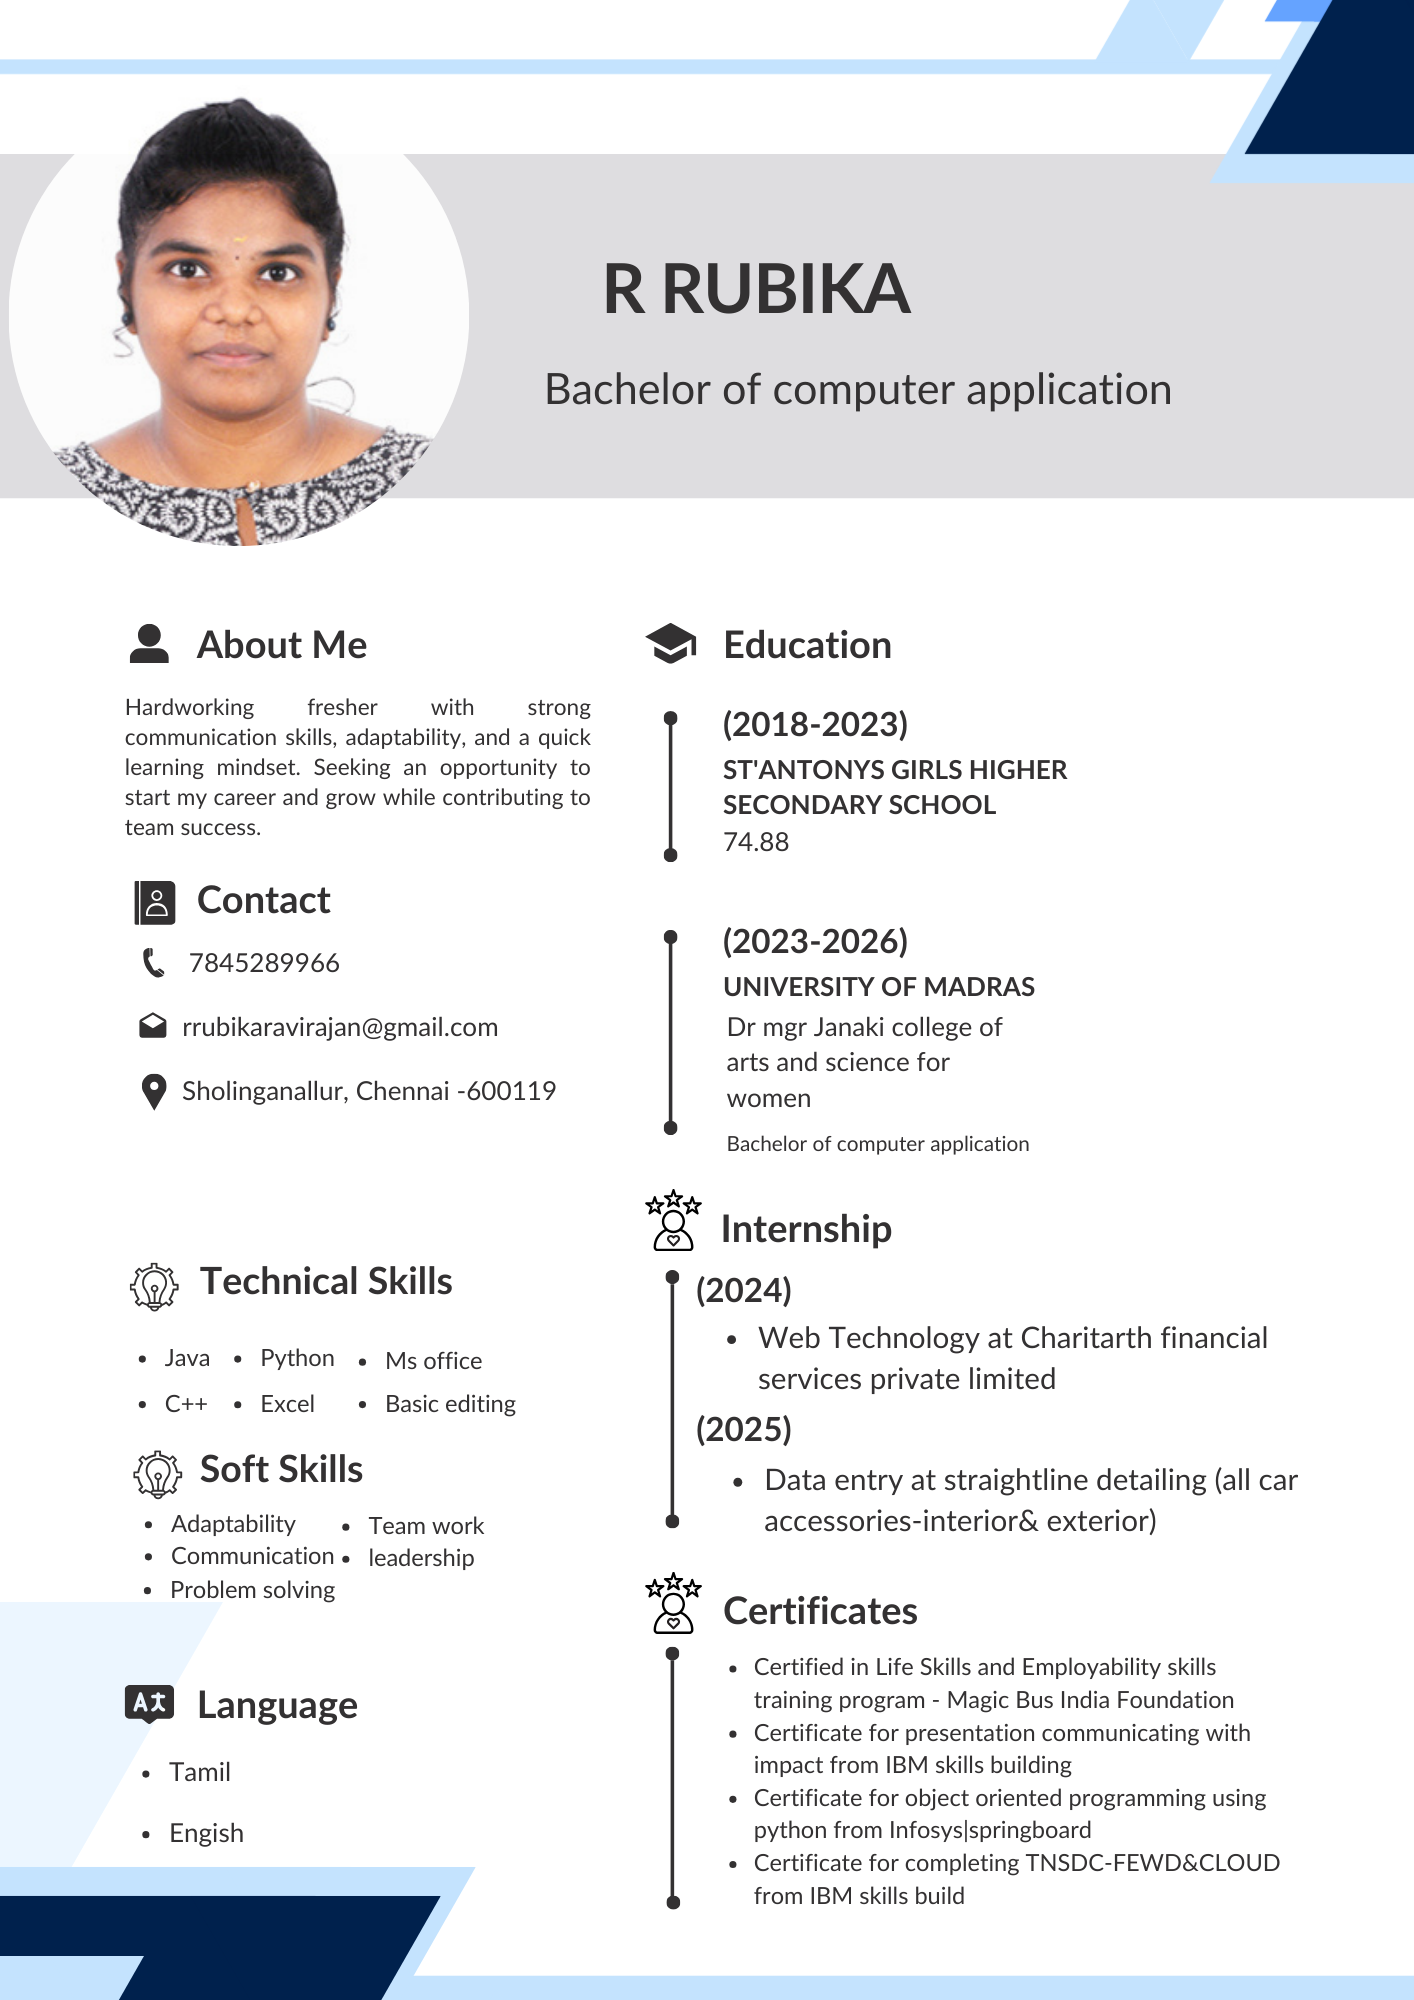 R RUBIKA
Bachelor of computer application
About Me
Hardworking fresher with strong
communication skills, adaptability, and a quick
learning mindset. Seeking an opportunity to
start my career and grow while contributing to
team success.
Contact
7845289966
rrubikaravirajan@gmail.com
Sholinganallur, Chennai -600119
Technical Skills
• Java • Python • Ms office
• C++ • Excel • Basic editing
Soft Skills
• Adaptability • Team work
• Communication • leadership
• Problem solving
Language
• Tamil
• Engish
Education
(2018-2023)
ST'ANTONYS GIRLS HIGHER
SECONDARY SCHOOL
74.88
(2023-2026)
UNIVERSITY OF MADRAS
Dr mgr Janaki college of
arts and science for
women
Bachelor of computer application
Internship
(2024)
• Web Technology at Charitarth financial
services private limited
(2025)
• Data entry at straightline detailing (all car
accessories-interior& exterior)
Certificates
• Certified in Life Skills and Employability skills
training program - Magic Bus India Foundation
• Certificate for presentation communicating with
impact from IBM skills building
• Certificate for object oriented programming using
python from Infosys|springboard
• Certificate for completing TNSDC-FEWD&CLOUD
from IBM skills build